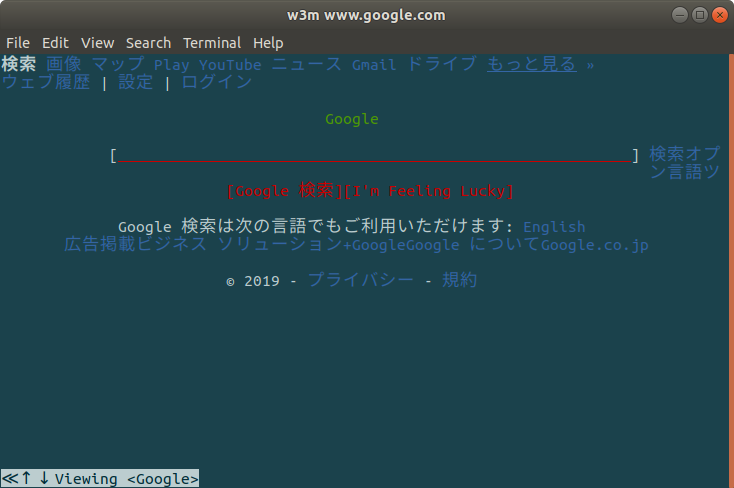 w3m www.google.com
File Edit View Search Terminal Help
検索 画像 マップ Play YouTube ニュース Gmail ドライブ もっと見る »
ウェブ履歴 | 設定 | ログイン
Google
[ ] 検索オプ
ン言語ツ
[Google 検索][I'm Feeling Lucky]
Google 検索は次の言語でもご利用いただけます: English
広告掲載ビジネス ソリューション+GoogleGoogle についてGoogle.co.jp
© 2019 - プライバシー - 規約
≪↑↓Viewing <Google>